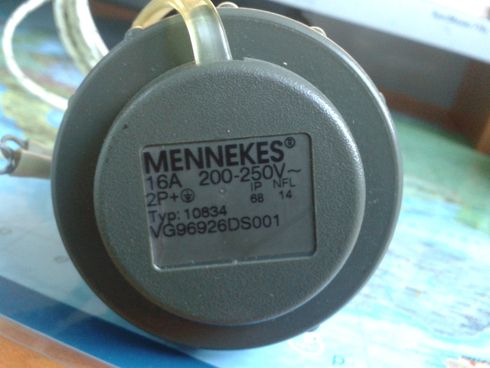 MENNEKES®
16A 200-250V~
2P+⏚ IP NFL
68 14
Typ: 10834
VG96926DS001